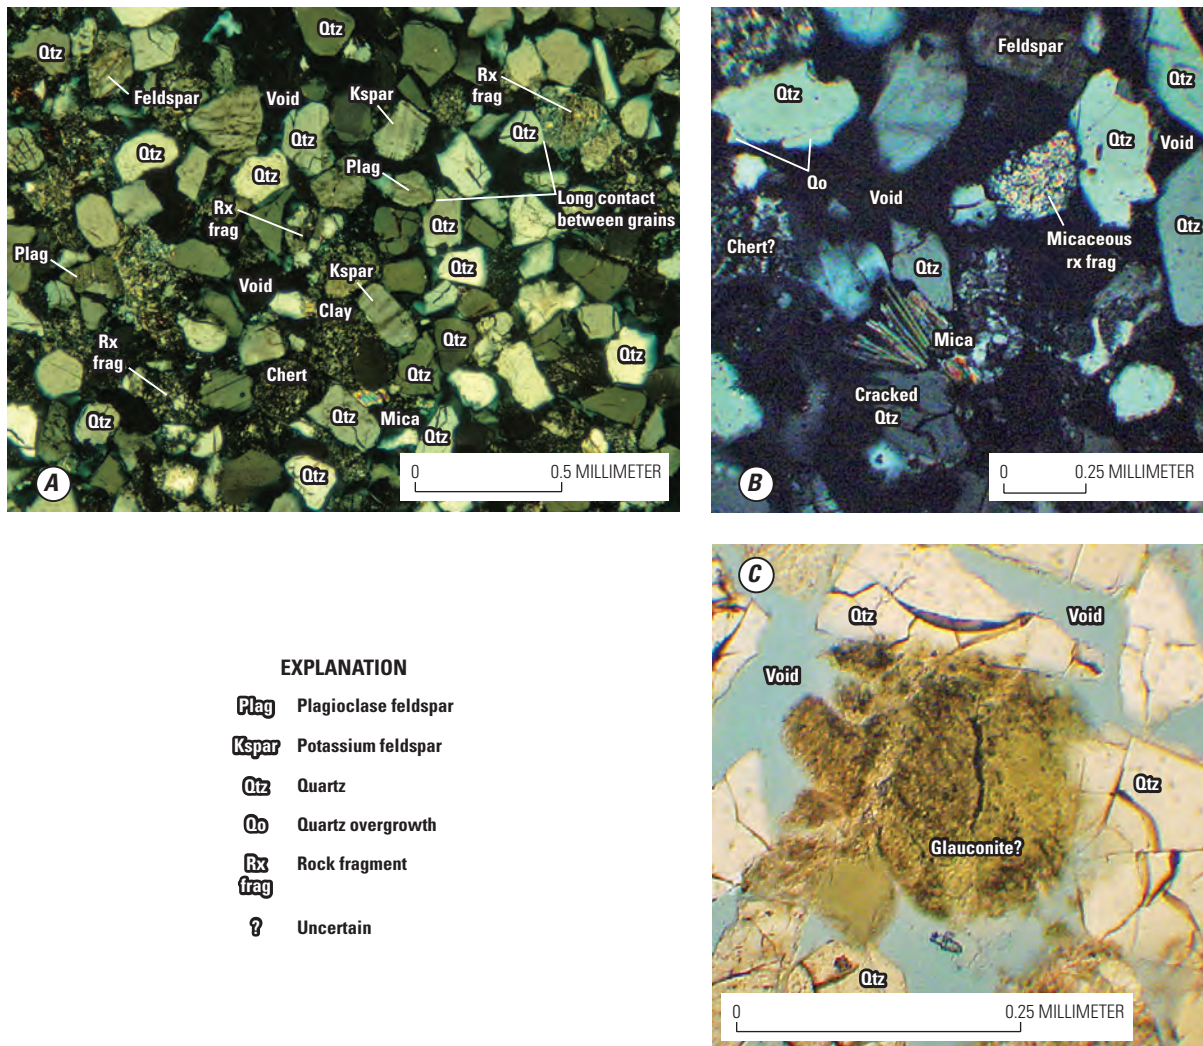 Qtz
Qtz
Feldspar
Void
Kspar
Rx
frag
Qtz
Qtz
Qtz
Qtz
Plag
Rx
frag
Long contact
between grains
Qtz
Plag
Void
Kspar
Qtz
Clay
Rx
frag
Chert
Qtz
Qtz
Qtz
Qtz
Qtz
Mica
Qtz
Qtz
A
0 0.5 MILLIMETER
Feldspar
Qtz
Qtz
Qtz
Void
Qo
Void
Qtz
Micaceous
rx frag
Chert?
Qtz
Mica
Cracked
Qtz
B
0 0.25 MILLIMETER
C
Qtz
Void
Void
Qtz
Glauconite?
Qtz
0 0.25 MILLIMETER
EXPLANATION
Plag Plagioclase feldspar
Kspar Potassium feldspar
Qtz Quartz
Qo Quartz overgrowth
Rx
frag Rock fragment
? Uncertain